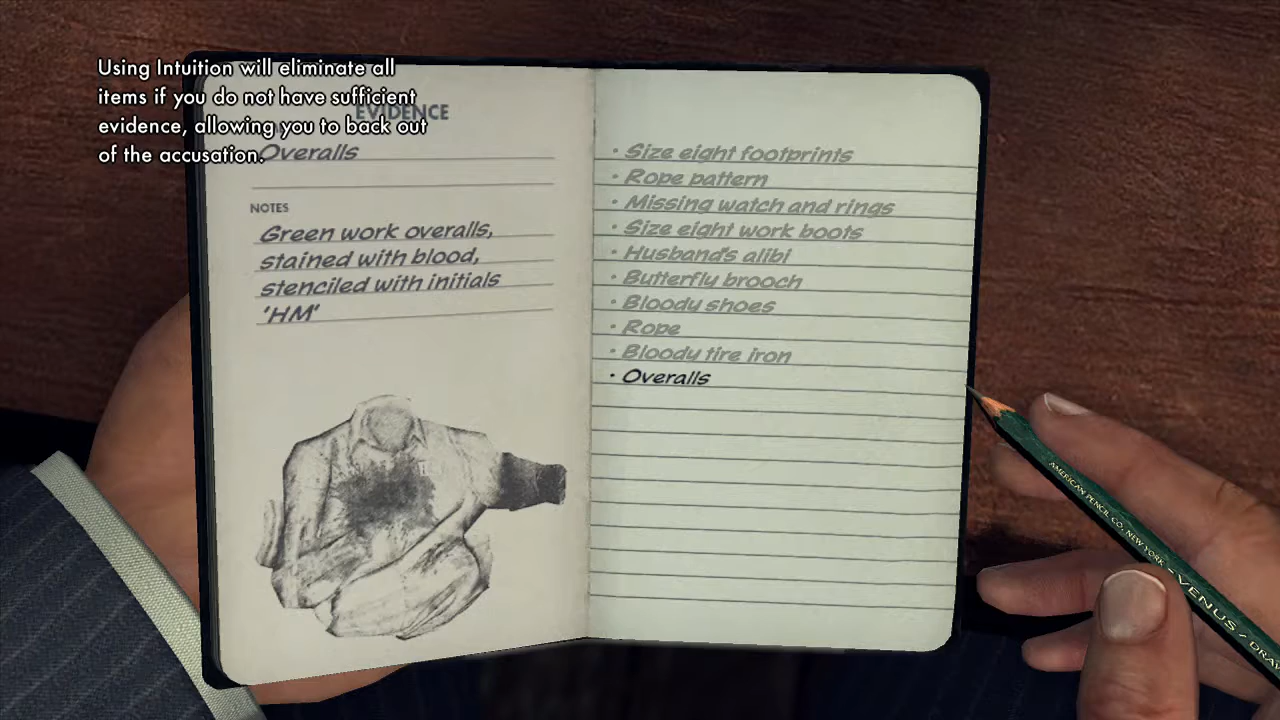 Using Intuition will eliminate all
items if you do not have sufficient
evidence, allowing you to back out
of the accusation.
EVIDENCE
Overalls
NOTES
Green work overalls,
stained with blood,
stenciled with initials
'HM'
• Size eight footprints
• Rope pattern
• Missing watch and rings
• Size eight work boots
• Husband's alibi
• Butterfly brooch
• Bloody shoes
• Rope
• Bloody tire iron
• Overalls
AMERICAN PENCIL CO. NEW YORK - VENUS / DRA